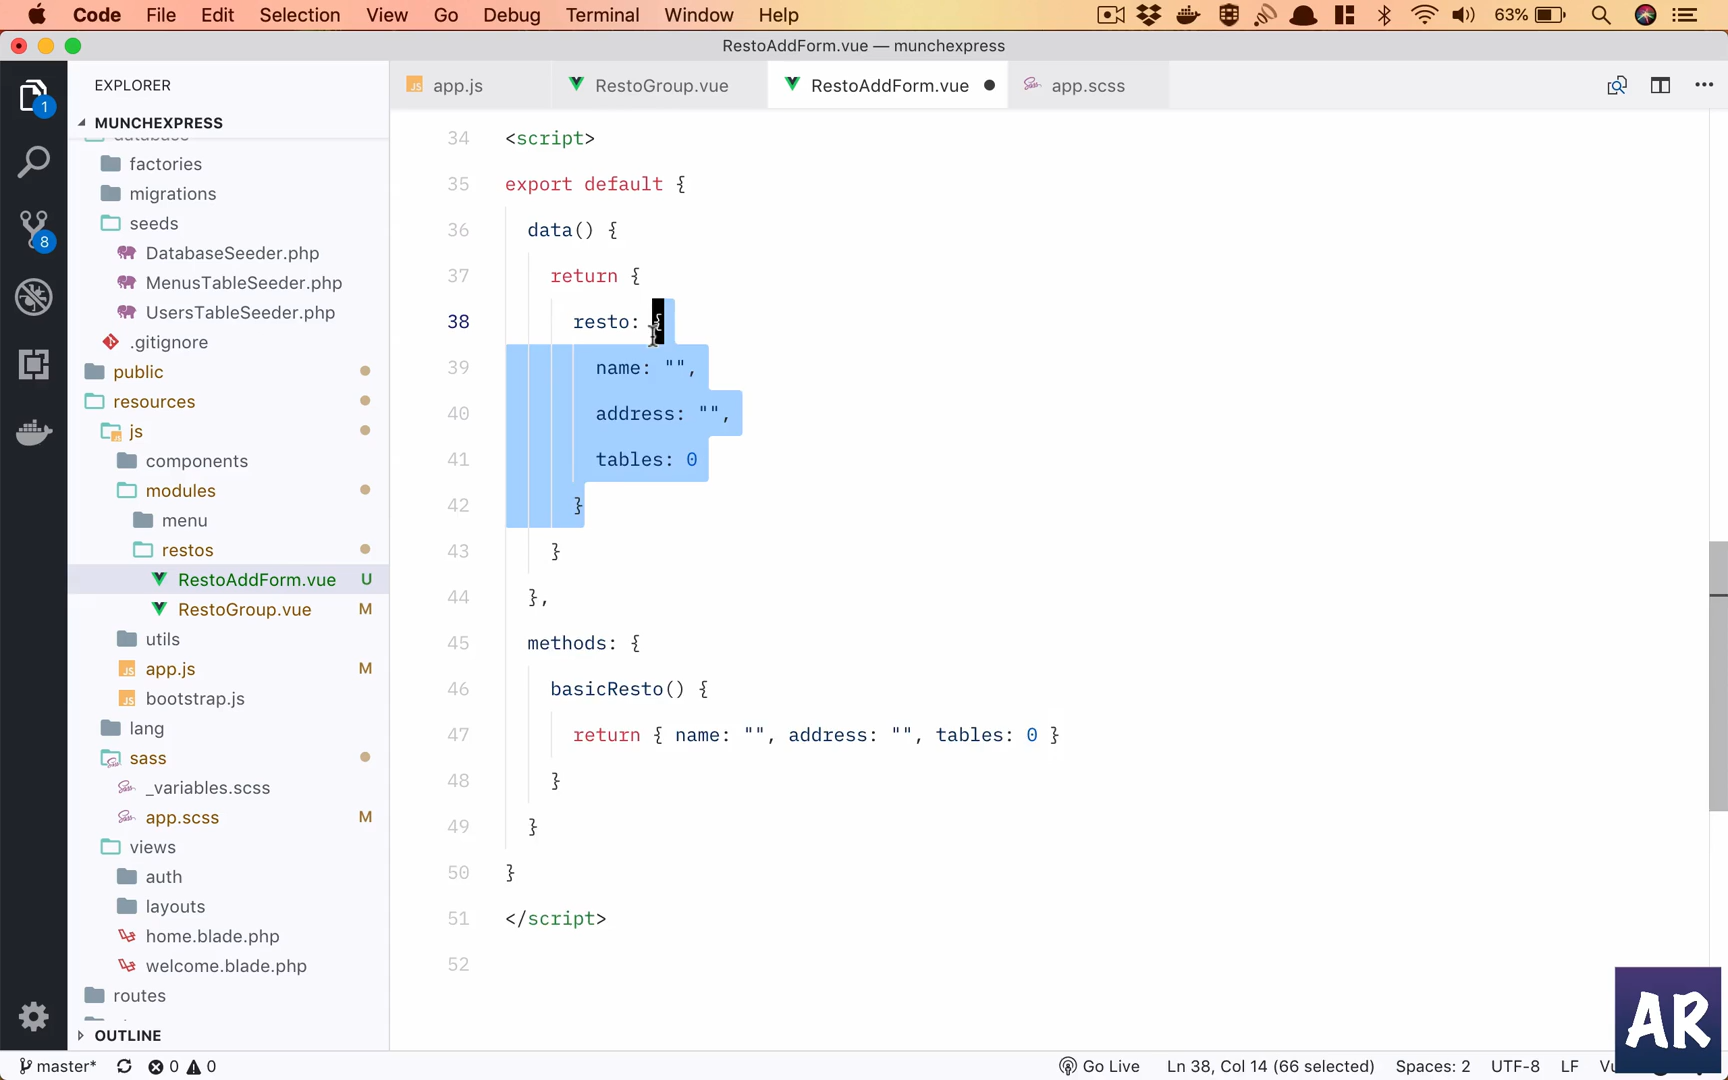 Code File Edit Selection View Go Debug Terminal Window Help 63%
RestoAddForm.vue — munchexpress
EXPLORER
app.js RestoGroup.vue RestoAddForm.vue app.scss
1
MUNCHEXPRESS
database
factories
migrations
seeds
8
DatabaseSeeder.php
MenusTableSeeder.php
UsersTableSeeder.php
.gitignore
public
resources
JS js
components
modules
menu
restos
RestoAddForm.vue U
RestoGroup.vue M
utils
JS app.js M
JS bootstrap.js
lang
sass
_variables.scss
app.scss M
views
auth
layouts
home.blade.php
welcome.blade.php
routes
OUTLINE
34 <script>
35 export default {
36 data() {
37 return {
38 resto: {
39 name: "",
40 address: "",
41 tables: 0
42 }
43 }
44 },
45 methods: {
46 basicResto() {
47 return { name: "", address: "", tables: 0 }
48 }
49 }
50 }
51 </script>
52
AR
master* 0 0 Go Live Ln 38, Col 14 (66 selected) Spaces: 2 UTF-8 LF